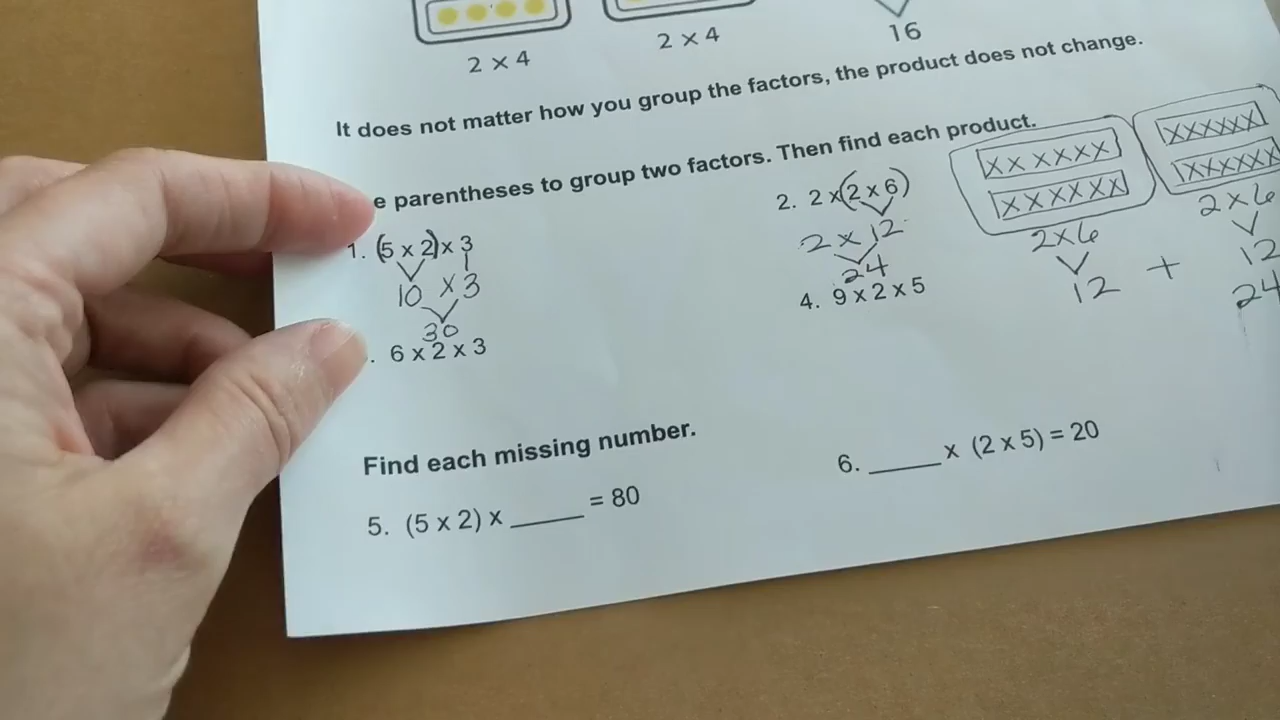 2 x 4
2 x 4
16
It does not matter how you group the factors, the product does not change.
e parentheses to group two factors. Then find each product.
1. (5 x 2) x 3
10 x 3
30
2. 2 x (2 x 6)
2 x 12
24
XXXXXX
XXXXXX
2x6
12
+
XXXXXX
XXXXXX
2x6
12
24
. 6 x 2 x 3
4. 9 x 2 x 5
Find each missing number.
5. (5 x 2) x _____ = 80
6. _____ x (2 x 5) = 20